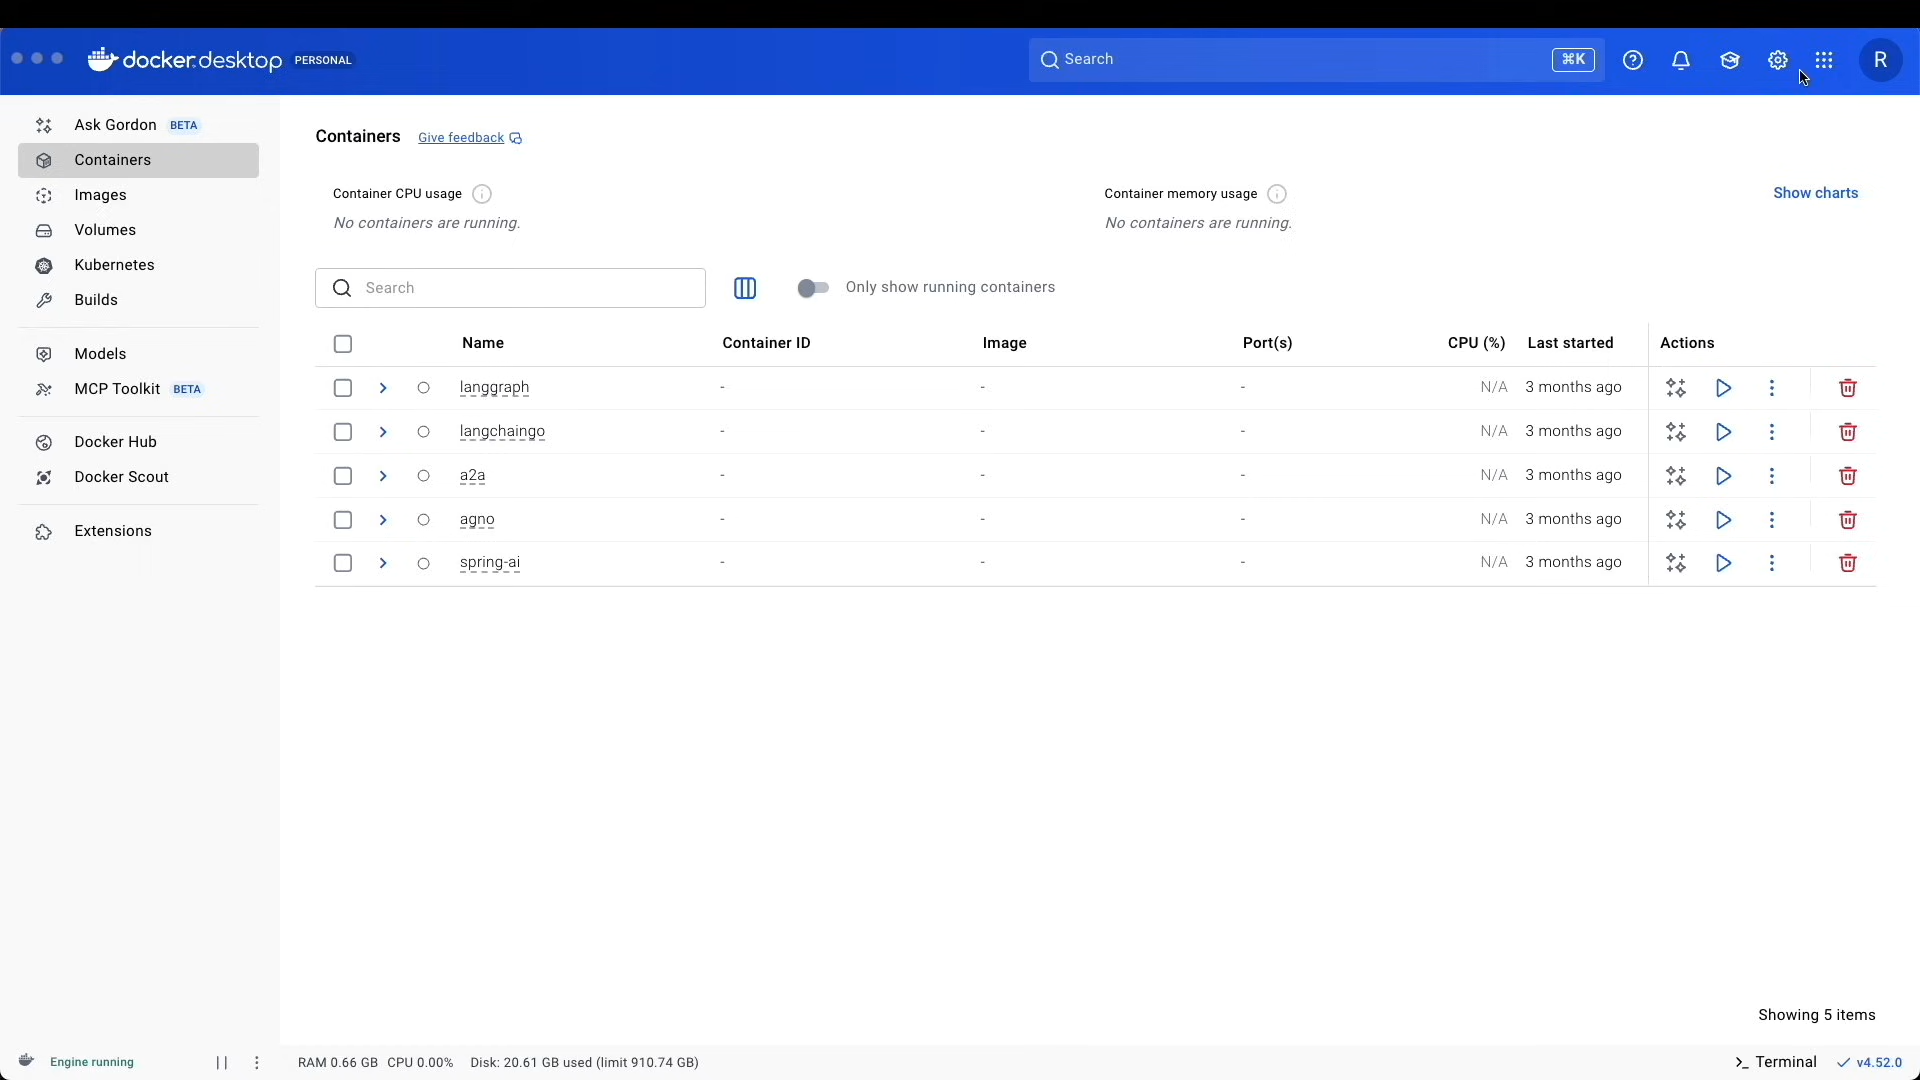 docker.desktop PERSONAL
Search ⌘K
R
Ask Gordon BETA
Containers
Images
Volumes
Kubernetes
Builds
Models
MCP Toolkit BETA
Docker Hub
Docker Scout
Extensions
Containers Give feedback
Container CPU usage
No containers are running.
Container memory usage
No containers are running.
Show charts
Search
Only show running containers
Name Container ID Image Port(s) CPU (%) Last started Actions
langgraph - - - N/A 3 months ago
langchaingo - - - N/A 3 months ago
a2a - - - N/A 3 months ago
agno - - - N/A 3 months ago
spring-ai - - - N/A 3 months ago
Showing 5 items
Engine running RAM 0.66 GB CPU 0.00% Disk: 20.61 GB used (limit 910.74 GB) >_ Terminal v4.52.0